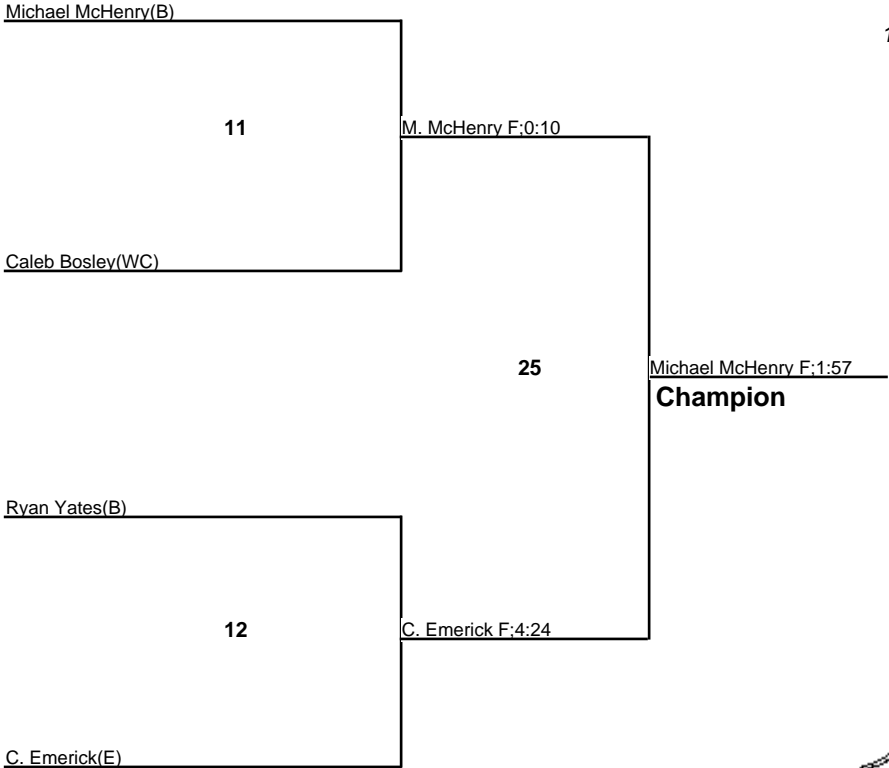 Michael McHenry(B)
1
11
M. McHenry F;0:10
Caleb Bosley(WC)
25
Michael McHenry F;1:57
Champion
Ryan Yates(B)
12
C. Emerick F;4:24
C. Emerick(E)